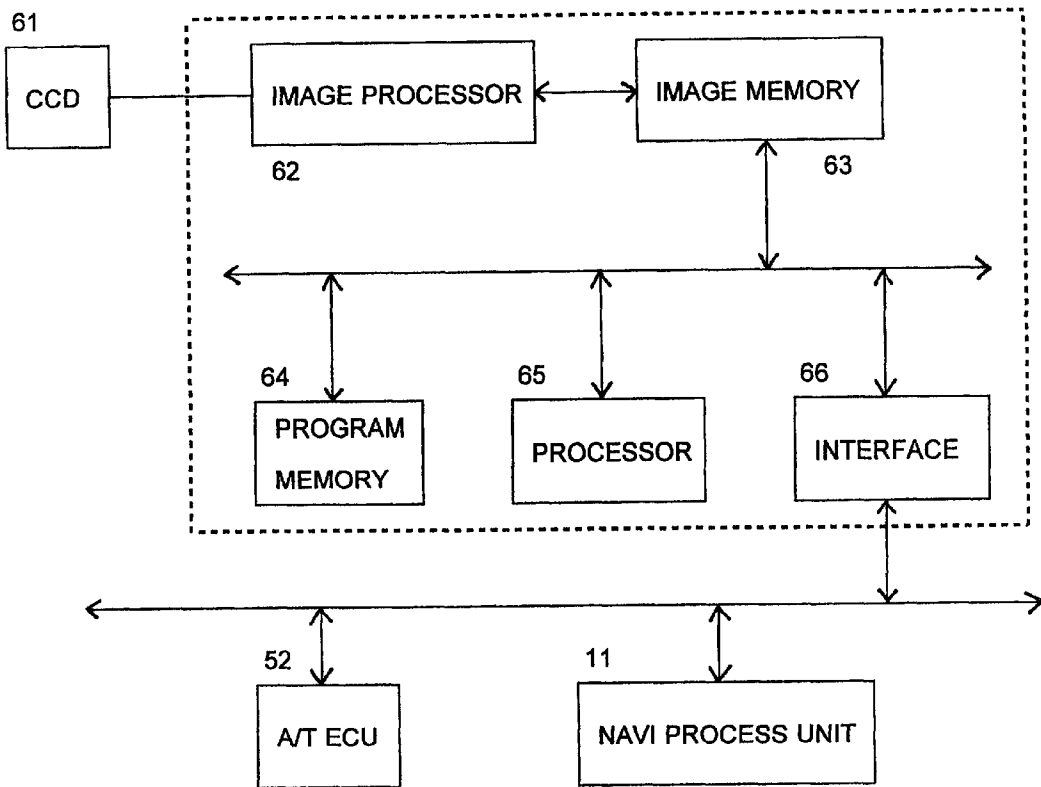 61
CCD
IMAGE PROCESSOR
62
IMAGE MEMORY
63
64
PROGRAM
MEMORY
65
PROCESSOR
66
INTERFACE
52
A/T ECU
11
NAVI PROCESS UNIT